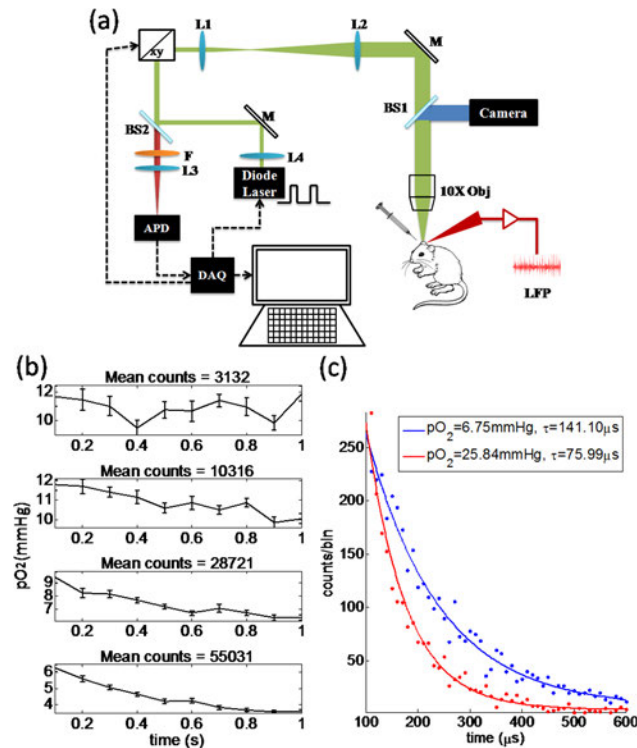 (a)
L1
L2
M
xy
BS1
Camera
M
BS2
F
L4
L3
Diode
Laser
10X Obj
APD
DAQ
LFP
(b)
Mean counts = 3132
12
10
0.2 0.4 0.6 0.8 1
Mean counts = 10316
12
11
10
0.2 0.4 0.6 0.8 1
Mean counts = 28721
9
8
7
0.2 0.4 0.6 0.8 1
Mean counts = 55031
6
5
4
0.2 0.4 0.6 0.8 1
pO2(mmHg)
time (s)
(c)
pO2=6.75mmHg, τ=141.10μs
pO2=25.84mmHg, τ=75.99μs
250
200
150
100
50
counts/bin
100 200 300 400 500 600
time (μs)